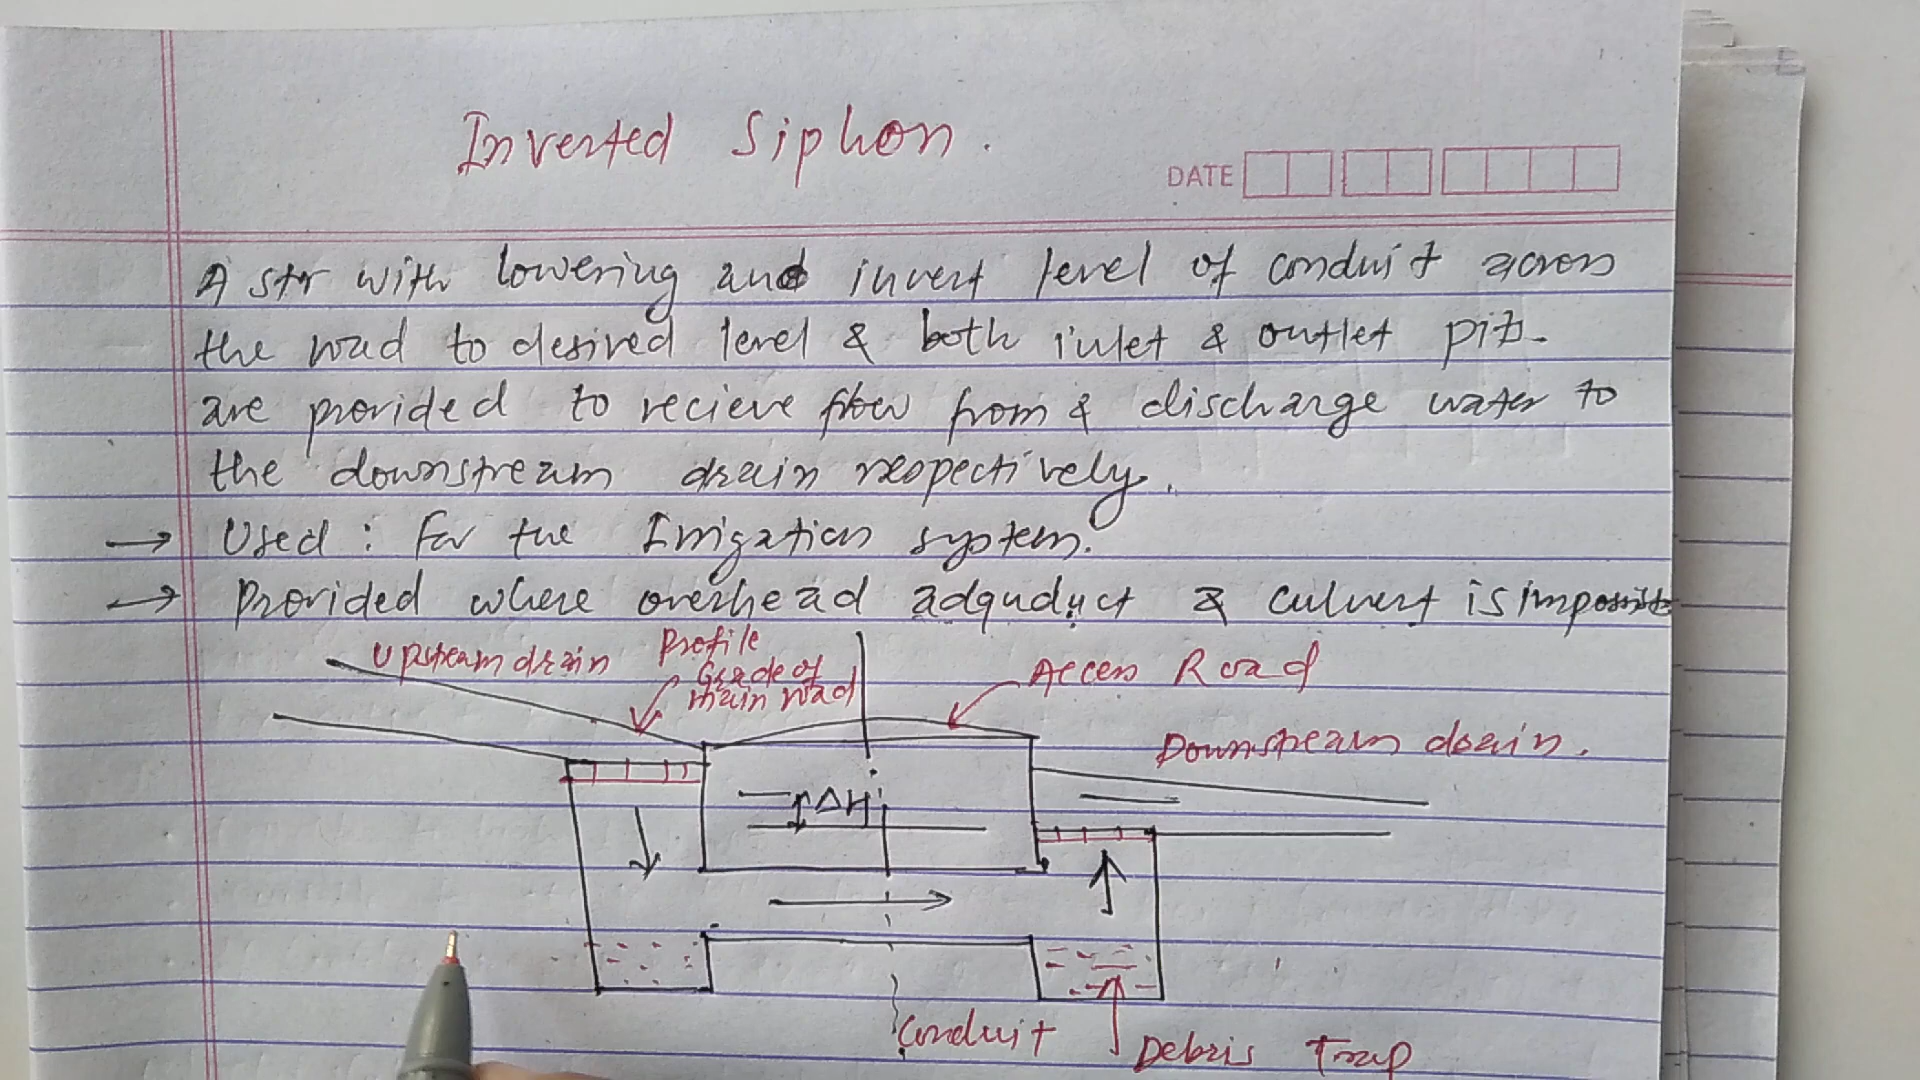 Inverted Siphon.
DATE
A str with lowering and invert level of conduit across
the road to desired level & both inlet & outlet pit.
are provided to recieve flow from & discharge water to
the downstream drain respectively.
→ Used : For the Irrigation system.
→ Provided where overhead adquduct & culvert is impossible
Upstream drain
Profile
Grade of
main road
Access Road
Downstream drain.
ΔH
Conduit
Debris Trap